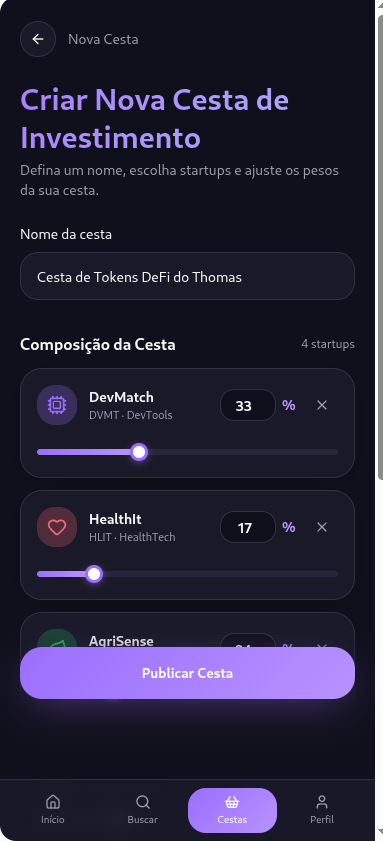 Nova Cesta
Criar Nova Cesta de
Investimento
Defina um nome, escolha startups e ajuste os pesos
da sua cesta.
Nome da cesta
Cesta de Tokens DeFi do Thomas
Composição da Cesta
4 startups
DevMatch
33 %
DVMT · DevTools
HealthIt
17 %
HLIT · HealthTech
AgriSense
Publicar Cesta
Início
Buscar
Cestas
Perfil